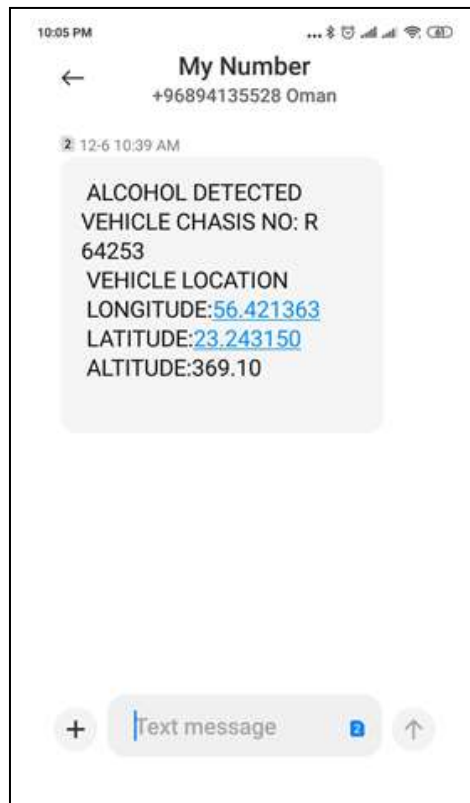 10:05 PM
My Number
+96894135528 Oman
2 12-6 10:39 AM
ALCOHOL DETECTED
VEHICLE CHASIS NO: R
64253
VEHICLE LOCATION
LONGITUDE:56.421363
LATITUDE:23.243150
ALTITUDE:369.10
Text message 2